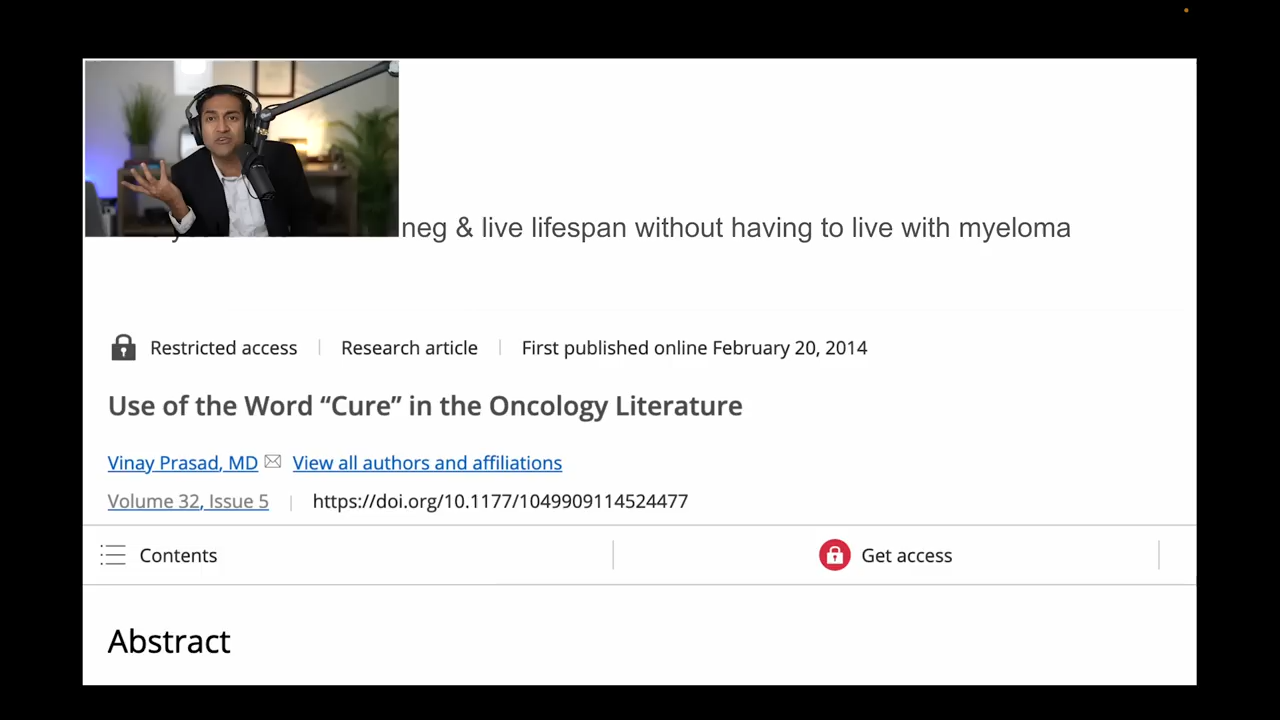 neg & live lifespan without having to live with myeloma
Restricted access
Research article
First published online February 20, 2014
Use of the Word “Cure” in the Oncology Literature
Vinay Prasad, MD View all authors and affiliations
Volume 32, Issue 5
https://doi.org/10.1177/1049909114524477
Contents
Get access
Abstract